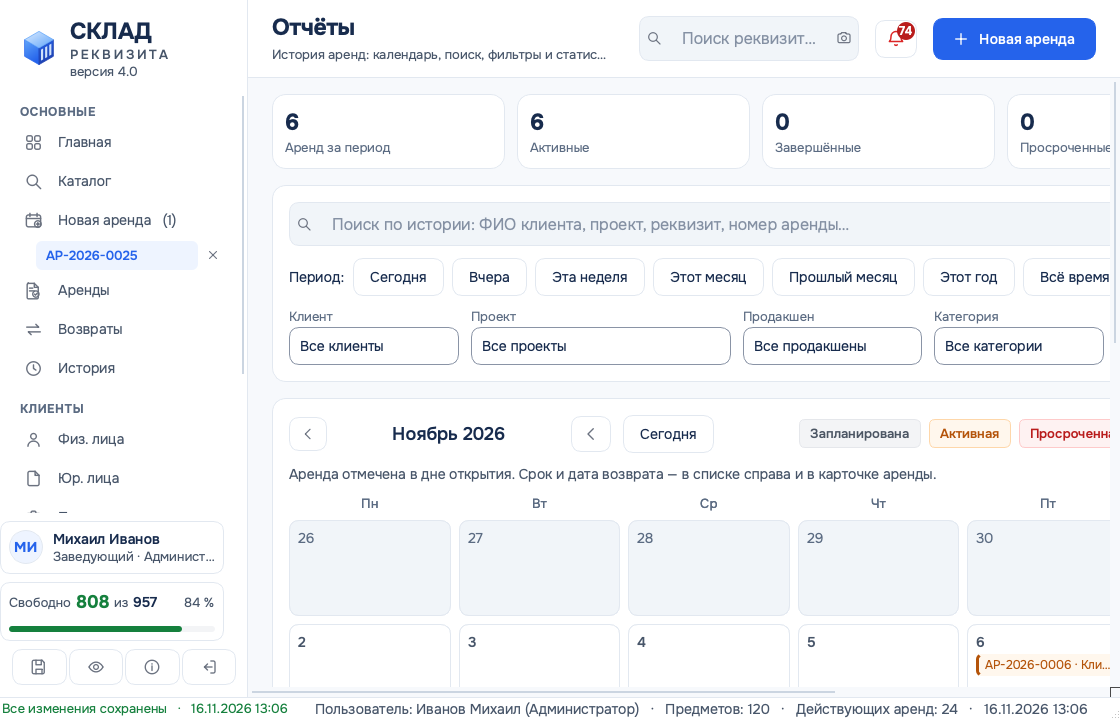 СКЛАД
РЕКВИЗИТА
версия 4.0
ОСНОВНЫЕ
Главная
Каталог
Новая аренда (1)
АР-2026-0025
Аренды
Возвраты
История
КЛИЕНТЫ
Физ. лица
Юр. лица
МИ
Михаил Иванов
Заведующий · Админист...
Свободно 808 из 957 84 %
Отчёты
История аренд: календарь, поиск, фильтры и статис...
Поиск реквизит...
74
Новая аренда
6
Аренд за период
6
Активные
0
Завершённые
0
Просроченные
Поиск по истории: ФИО клиента, проект, реквизит, номер аренды...
Период: Сегодня Вчера Эта неделя Этот месяц Прошлый месяц Этот год Всё время
Клиент Проект Продакшен Категория
Все клиенты Все проекты Все продакшены Все категории
Ноябрь 2026 Сегодня Запланирована Активная Просроченна
Аренда отмечена в дне открытия. Срок и дата возврата — в списке справа и в карточке аренды.
Пн Вт Ср Чт Пт
26 27 28 29 30
2 3 4 5 6
АР-2026-0006 · Кли...
Все изменения сохранены · 16.11.2026 13:06 Пользователь: Иванов Михаил (Администратор) · Предметов: 120 · Действующих аренд: 24 · 16.11.2026 13:06